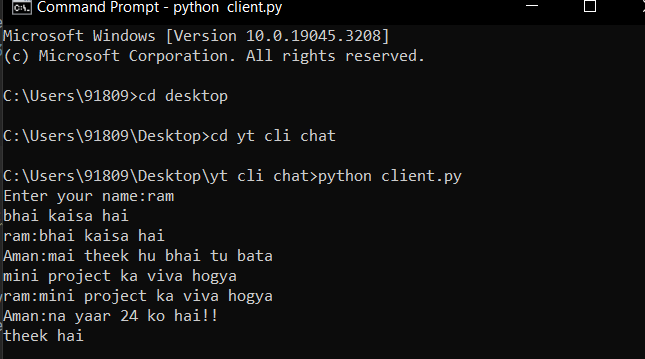 Command Prompt - python  client.py
Microsoft Windows [Version 10.0.19045.3208]
(c) Microsoft Corporation. All rights reserved.
C:\Users\91809>cd desktop
C:\Users\91809\Desktop>cd yt cli chat
C:\Users\91809\Desktop\yt cli chat>python client.py
Enter your name:ram
bhai kaisa hai
ram:bhai kaisa hai
Aman:mai theek hu bhai tu bata
mini project ka viva hogya
ram:mini project ka viva hogya
Aman:na yaar 24 ko hai!!
theek hai